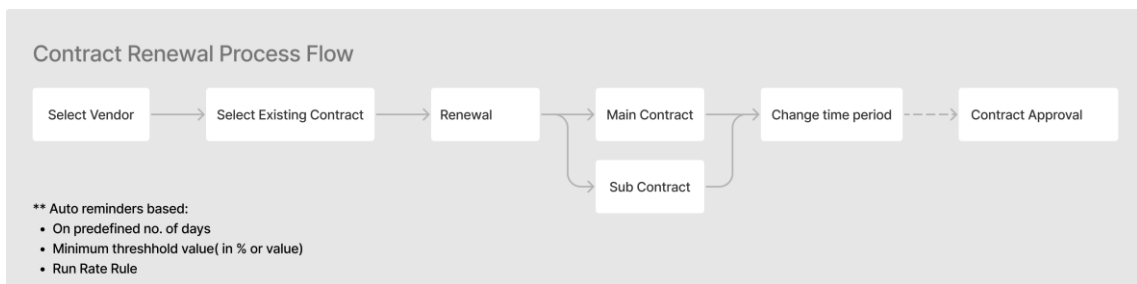 Contract Renewal Process Flow
Select Vendor
Select Existing Contract
Renewal
Main Contract
Change time period
Contract Approval
Sub Contract
** Auto reminders based:
• On predefined no. of days
• Minimum threshhold value( in % or value)
• Run Rate Rule